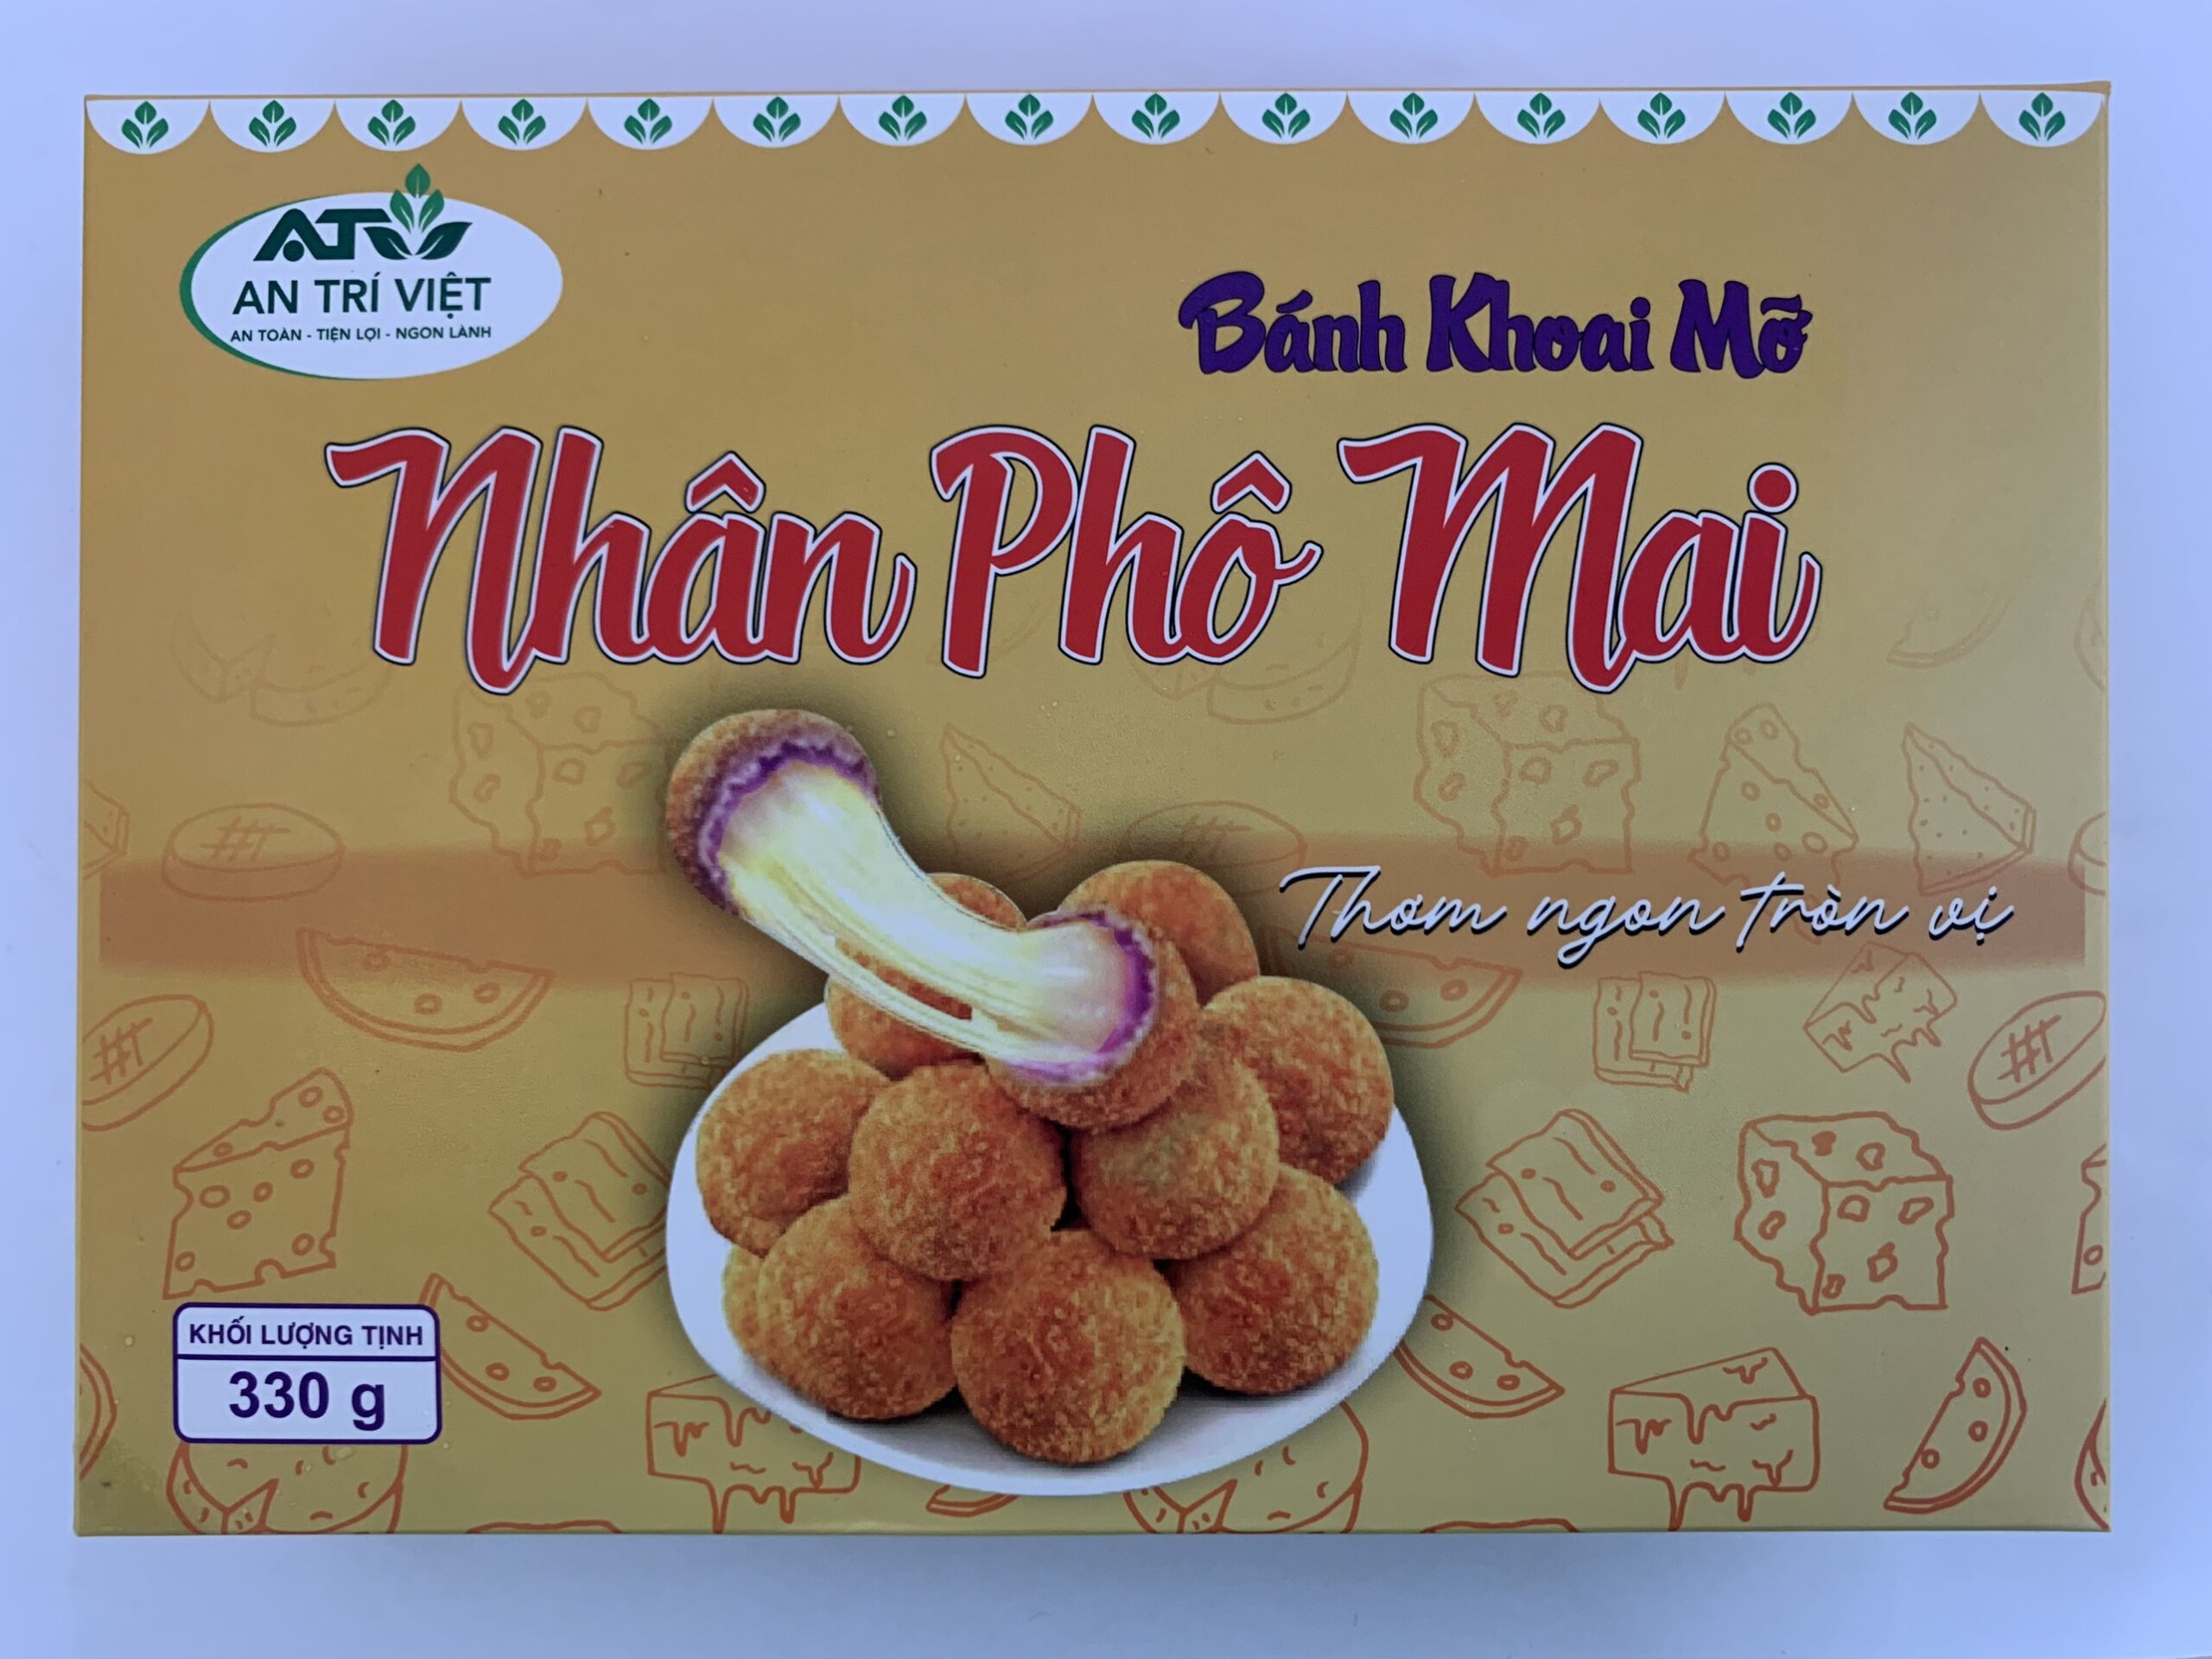 ATV
AN TRÍ VIỆT
AN TOÀN - TIỆN LỢI - NGON LÀNH
Bánh Khoai Mỡ
Nhân Phô Mai
Thơm ngon tròn vị
KHỐI LƯỢNG TỊNH
330 g